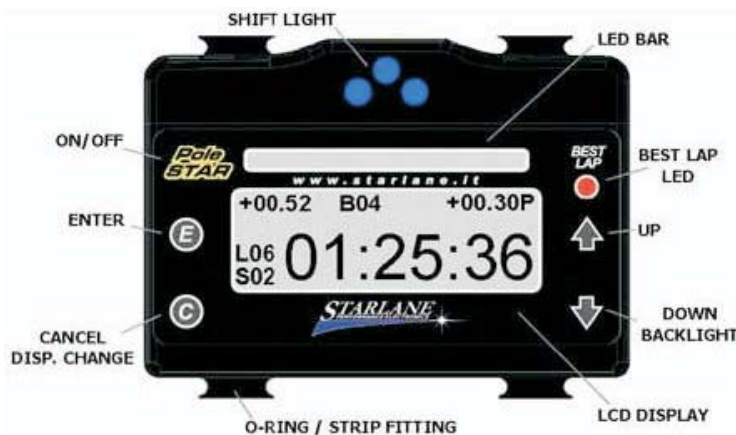 SHIFT LIGHT
LED BAR
ON/OFF
Pole
STAR
BEST
LAP
BEST LAP
LED
www.starlane.it
ENTER
E
+00.52 B04 +00.30P
UP
L06
S02
01:25:36
C
STARLANE
CANCEL
DISP. CHANGE
DOWN
BACKLIGHT
O-RING / STRIP FITTING
LCD DISPLAY